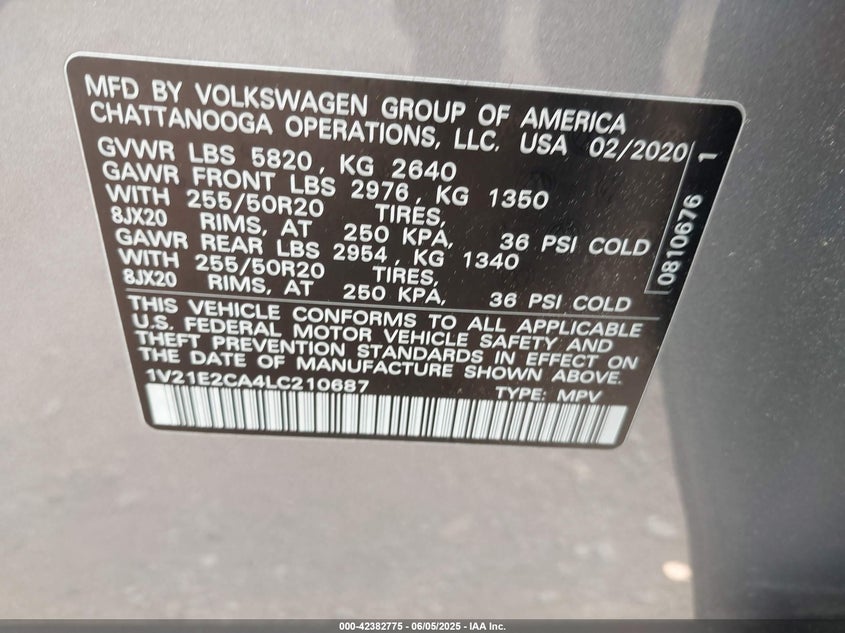 MFD BY VOLKSWAGEN GROUP OF AMERICA
CHATTANOOGA OPERATIONS, LLC. USA 02/2020
GVWR LBS 5820, KG 2640
GAWR FRONT LBS 2976, KG 1350
WITH 255/50R20 TIRES,
8JX20 RIMS, AT 250 KPA, 36 PSI COLD
GAWR REAR LBS 2954, KG 1340
WITH 255/50R20 TIRES,
8JX20 RIMS, AT 250 KPA, 36 PSI COLD
THIS VEHICLE CONFORMS TO ALL APPLICABLE
U.S. FEDERAL MOTOR VEHICLE SAFETY AND
THEFT PREVENTION STANDARDS IN EFFECT ON
THE DATE OF MANUFACTURE SHOWN ABOVE.
1V21E2CA4LC210687 TYPE: MPV
0810676 1
000-42382775 - 06/05/2025 - IAA Inc.